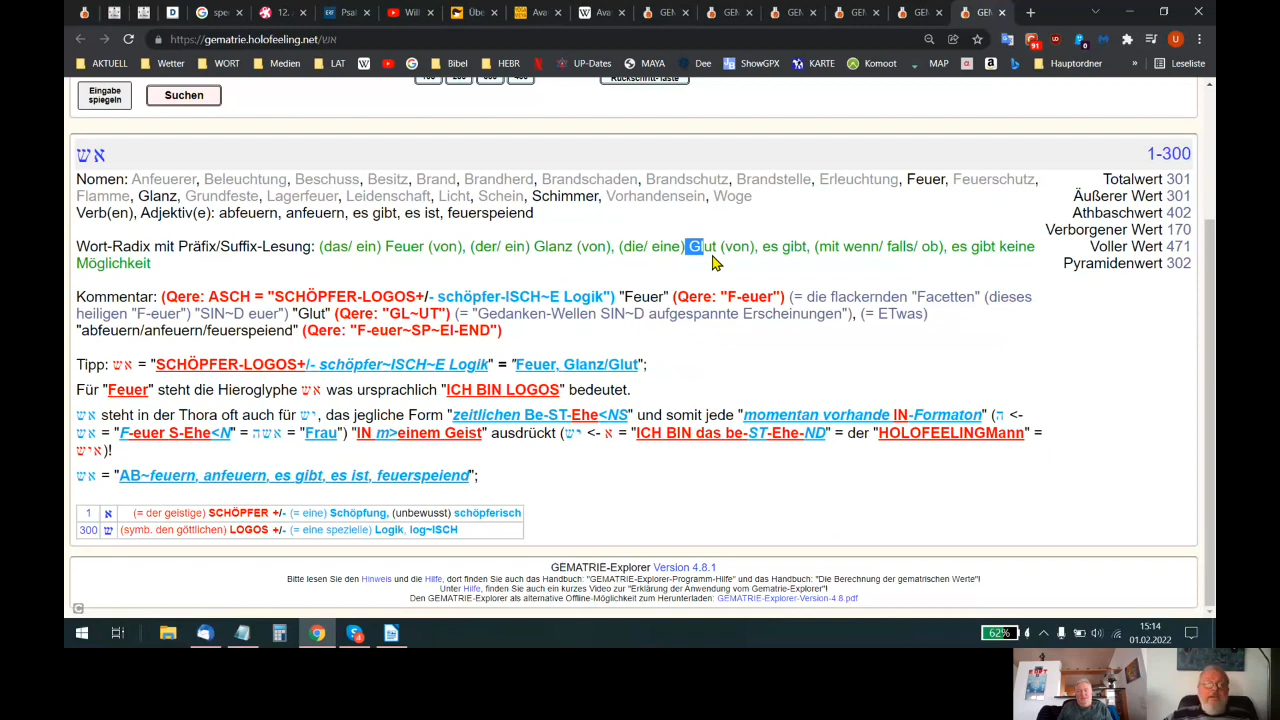 spe
12.
Psal
Will
Übe
Ava
Ava
GEN
GEN
GEN
GEN
GEN
GEN
https://gematrie.holofeeling.net/אש
91
0
U
AKTUELL
Wetter
WORT
Medien
LAT
Bibel
HEBR
UP-Dates
MAYA
Dee
ShowGPX
KARTE
Komoot
MAP
Hauptordner
Leseliste
Eingabe
spiegeln
Suchen
Rückschritt-Taste
אש
1-300
Nomen: Anfeuerer, Beleuchtung, Beschuss, Besitz, Brand, Brandherd, Brandschaden, Brandschutz, Brandstelle, Erleuchtung, Feuer, Feuerschutz,
Flamme, Glanz, Grundfeste, Lagerfeuer, Leidenschaft, Licht, Schein, Schimmer, Vorhandensein, Woge
Verb(en), Adjektiv(e): abfeuern, anfeuern, es gibt, es ist, feuerspeiend
Totalwert 301
Äußerer Wert 301
Athbaschwert 402
Verborgener Wert 170
Voller Wert 471
Pyramidenwert 302
Wort-Radix mit Präfix/Suffix-Lesung: (das/ ein) Feuer (von), (der/ ein) Glanz (von), (die/ eine) Glut (von), es gibt, (mit wenn/ falls/ ob), es gibt keine
Möglichkeit
Kommentar: (Qere: ASCH = "SCHÖPFER-LOGOS+/- schöpfer-ISCH~E Logik") "Feuer" (Qere: "F-euer") (= die flackernden "Facetten" (dieses
heiligen "F-euer") "SIN~D euer") "Glut" (Qere: "GL~UT") (= "Gedanken-Wellen SIN~D aufgespannte Erscheinungen"), (= ETwas)
"abfeuern/anfeuern/feuerspeiend" (Qere: "F-euer~SP~EI-END")
Tipp: אש = "SCHÖPFER-LOGOS+/- schöpfer~ISCH~E Logik" = "Feuer, Glanz/Glut";
Für "Feuer" steht die Hieroglyphe אש was ursprachlich "ICH BIN LOGOS" bedeutet.
אש steht in der Thora oft auch für יש, das jegliche Form "zeitlichen Be-ST-Ehe<NS" und somit jede "momentan vorhande IN-Formaton" (ה <-
אש = "F-euer S-Ehe<N" = אשה = "Frau") "IN m>einem Geist" ausdrückt (יש <- א = "ICH BIN das be-ST-Ehe-ND" = der "HOLOFEELINGMann" =
איש)!
אש = "AB~feuern, anfeuern, es gibt, es ist, feuerspeiend";
1 א (= der geistige) SCHÖPFER +/- (= eine) Schöpfung, (unbewusst) schöpferisch
300 ש (symb. den göttlichen) LOGOS +/- (= eine spezielle) Logik, log~ISCH
GEMATRIE-Explorer Version 4.8.1
Bitte lesen Sie den Hinweis und die Hilfe, dort finden Sie auch das Handbuch: "GEMATRIE-Explorer-Programm-Hilfe" und das Handbuch: "Die Berechnung der gematrischen Werte"!
Unter Hilfe, finden Sie auch ein kurzes Video zur "Erklärung der Anwendung vom Gematrie-Explorer"!
Den GEMATRIE-Explorer als alternative Offline-Möglichkeit zum Herunterladen: GEMATRIE-Explorer-Version-4.8.pdf
62%
15:14
01.02.2022